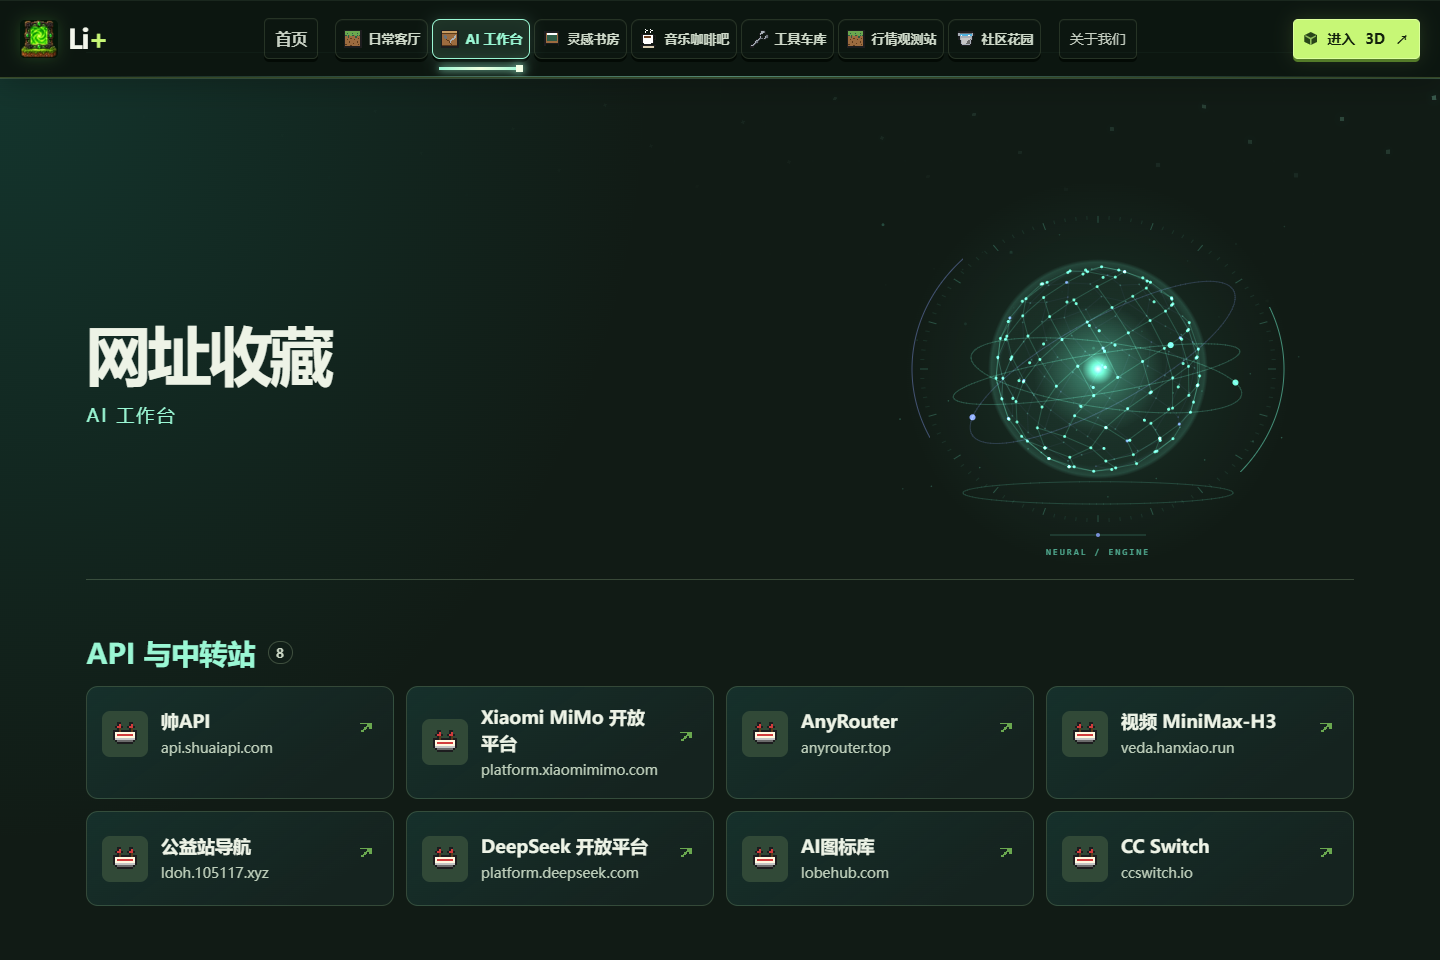 Li+
首页
日常客厅
AI 工作台
灵感书房
音乐咖啡吧
工具车库
行情观测站
社区花园
关于我们
进入 3D ↗
网址收藏
AI 工作台
NEURAL / ENGINE
API 与中转站 8
帅API
api.shuaiapi.com
Xiaomi MiMo 开放
平台
platform.xiaomimimo.com
AnyRouter
anyrouter.top
视频 MiniMax-H3
veda.hanxiao.run
公益站导航
ldoh.105117.xyz
DeepSeek 开放平台
platform.deepseek.com
AI图标库
lobehub.com
CC Switch
ccswitch.io